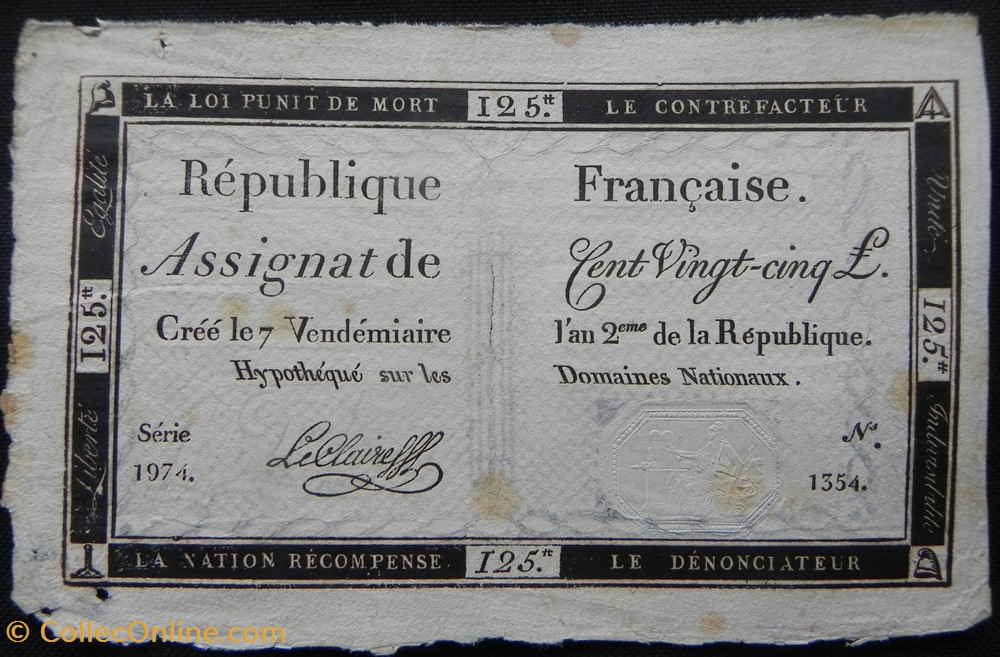 LA LOI PUNIT DE MORT 125.tt LE CONTREFACTEUR
Egalité
Unité
République Française.
Assignat de Cent Vingt-cinq £.
125.tt
125.tt
Créé le 7 Vendémiaire l'an 2eme de la République.
Hypothéqué sur les Domaines Nationaux.
Liberté
Indivisibilité
Série No.
1974. 1354.
LA NATION RÉCOMPENSE 125.tt LE DÉNONCIATEUR
© CollecOnline.com